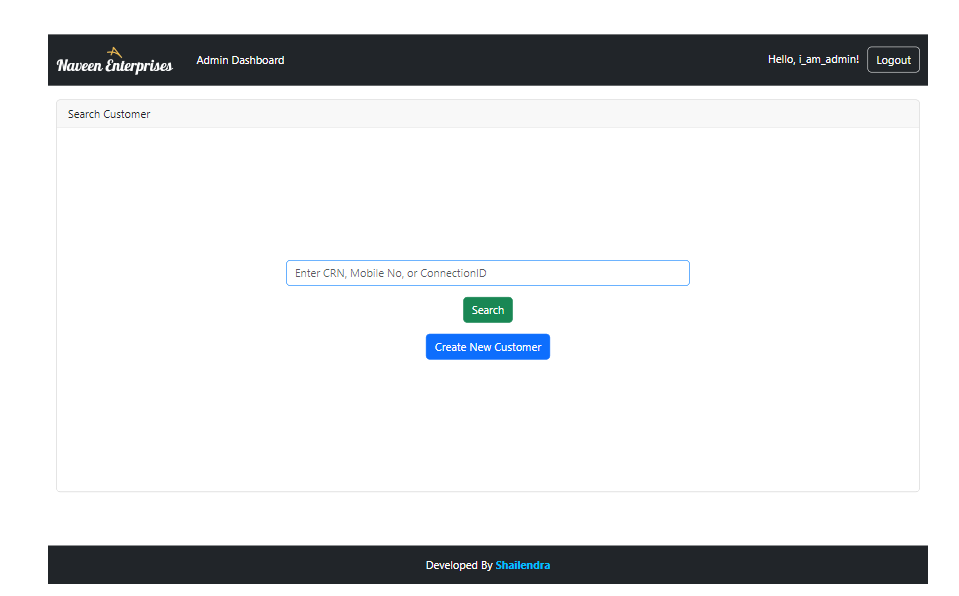 Naveen Enterprises
Admin Dashboard
Hello, i_am_admin!
Logout
Search Customer
Enter CRN, Mobile No, or ConnectionID
Search
Create New Customer
Developed By Shailendra